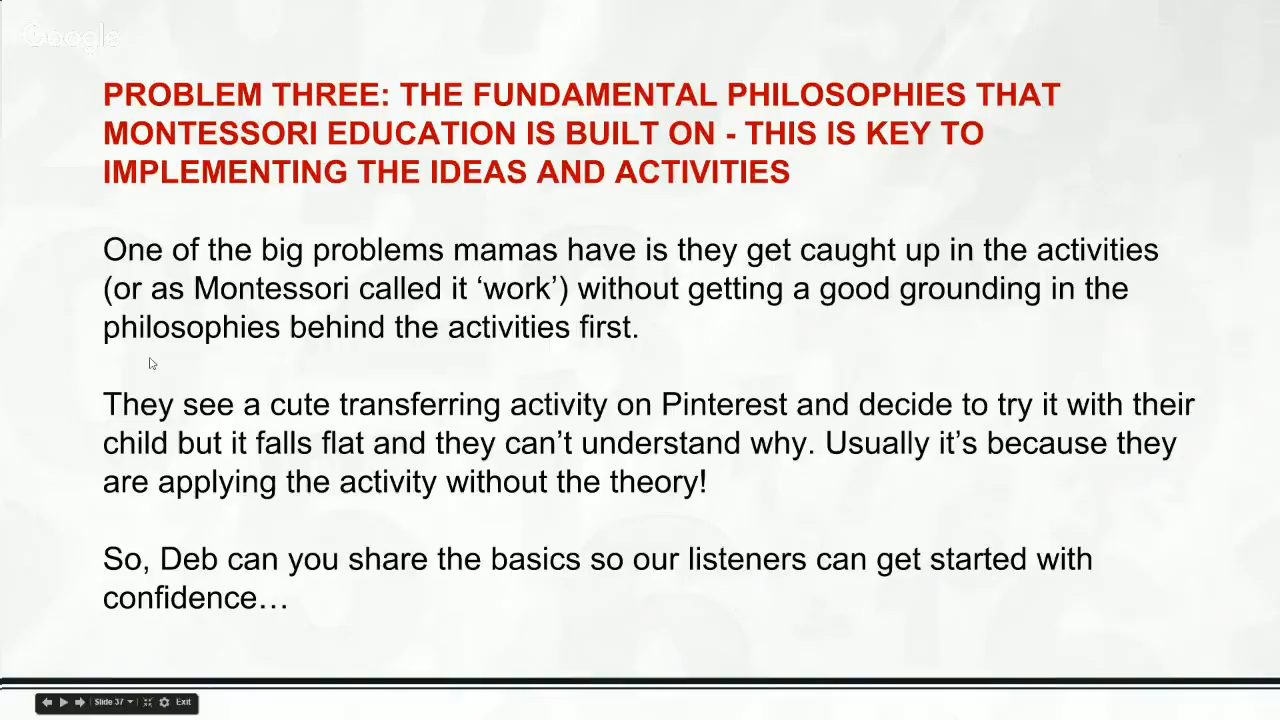 Google
PROBLEM THREE: THE FUNDAMENTAL PHILOSOPHIES THAT
MONTESSORI EDUCATION IS BUILT ON - THIS IS KEY TO
IMPLEMENTING THE IDEAS AND ACTIVITIES
One of the big problems mamas have is they get caught up in the activities
(or as Montessori called it ‘work’) without getting a good grounding in the
philosophies behind the activities first.
They see a cute transferring activity on Pinterest and decide to try it with their
child but it falls flat and they can’t understand why. Usually it’s because they
are applying the activity without the theory!
So, Deb can you share the basics so our listeners can get started with
confidence…
Slide 37 Exit